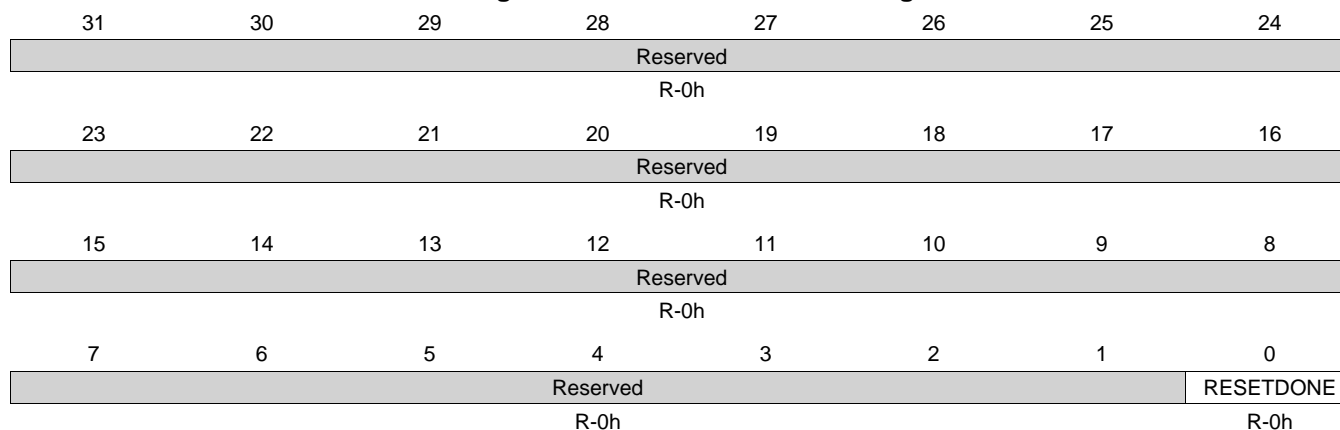 31 30 29 28 27 26 25 24
Reserved
R-0h
23 22 21 20 19 18 17 16
Reserved
R-0h
15 14 13 12 11 10 9 8
Reserved
R-0h
7 6 5 4 3 2 1 0
Reserved RESETDONE
R-0h R-0h